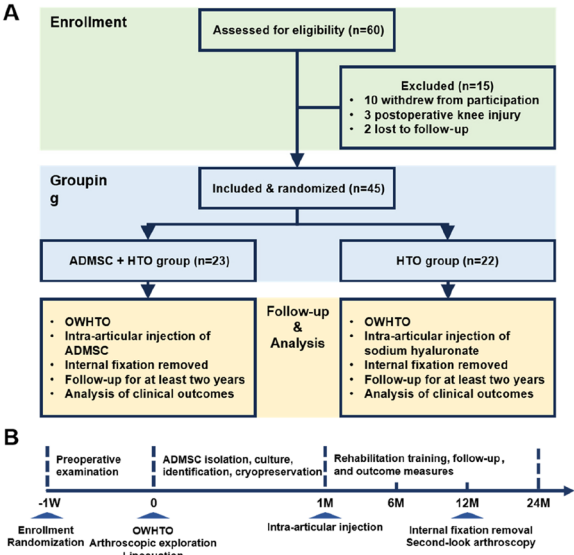 A
Enrollment
Assessed for eligibility (n=60)
Excluded (n=15)
• 10 withdrew from participation
• 3 postoperative knee injury
• 2 lost to follow-up
Groupin
g
Included & randomized (n=45)
ADMSC + HTO group (n=23)
HTO group (n=22)
• OWHTO
• Intra-articular injection of
ADMSC
• Internal fixation removed
• Follow-up for at least two years
• Analysis of clinical outcomes
Follow-up
&
Analysis
• OWHTO
• Intra-articular injection of
sodium hyaluronate
• Internal fixation removed
• Follow-up for at least two years
• Analysis of clinical outcomes
B
Preoperative
examination
ADMSC isolation, culture,
identification, cryopreservation
Rehabilitation training, follow-up,
and outcome measures
-1W
0
1M
6M
12M
24M
Enrollment
Randomization
OWHTO
Arthroscopic exploration
Intra-articular injection
Internal fixation removal
Second-look arthroscopy